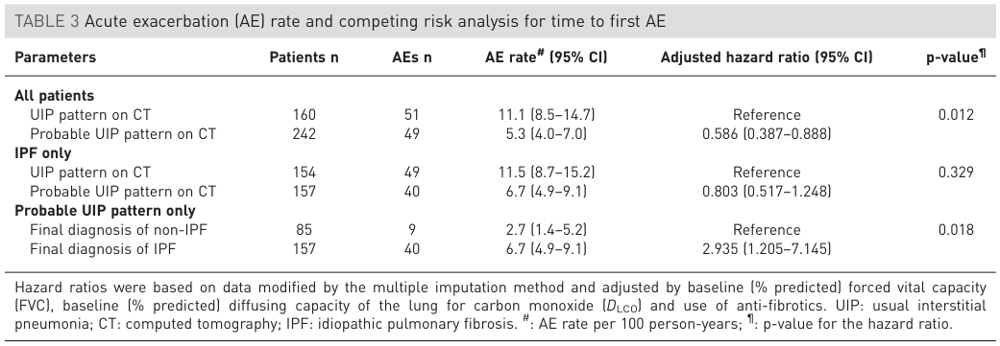 TABLE 3 Acute exacerbation (AE) rate and competing risk analysis for time to first AE
Parameters Patients n AEs n AE rate# (95% CI) Adjusted hazard ratio (95% CI) p-value¶
All patients
UIP pattern on CT 160 51 11.1 (8.5–14.7) Reference 0.012
Probable UIP pattern on CT 242 49 5.3 (4.0–7.0) 0.586 (0.387–0.888)
IPF only
UIP pattern on CT 154 49 11.5 (8.7–15.2) Reference 0.329
Probable UIP pattern on CT 157 40 6.7 (4.9–9.1) 0.803 (0.517–1.248)
Probable UIP pattern only
Final diagnosis of non-IPF 85 9 2.7 (1.4–5.2) Reference 0.018
Final diagnosis of IPF 157 40 6.7 (4.9–9.1) 2.935 (1.205–7.145)
Hazard ratios were based on data modified by the multiple imputation method and adjusted by baseline (% predicted) forced vital capacity
(FVC), baseline (% predicted) diffusing capacity of the lung for carbon monoxide (DLCO) and use of anti-fibrotics. UIP: usual interstitial
pneumonia; CT: computed tomography; IPF: idiopathic pulmonary fibrosis. #: AE rate per 100 person-years; ¶: p-value for the hazard ratio.